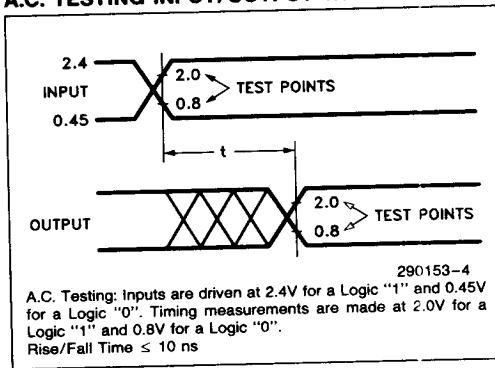 A.C. TESTING INPUT/OUTPUT
2.4
INPUT
0.45
2.0
0.8
TEST POINTS
t
OUTPUT
2.0
0.8
TEST POINTS
290153-4
A.C. Testing: Inputs are driven at 2.4V for a Logic "1" and 0.45V
for a Logic "0". Timing measurements are made at 2.0V for a
Logic "1" and 0.8V for a Logic "0".
Rise/Fall Time ≤ 10 ns